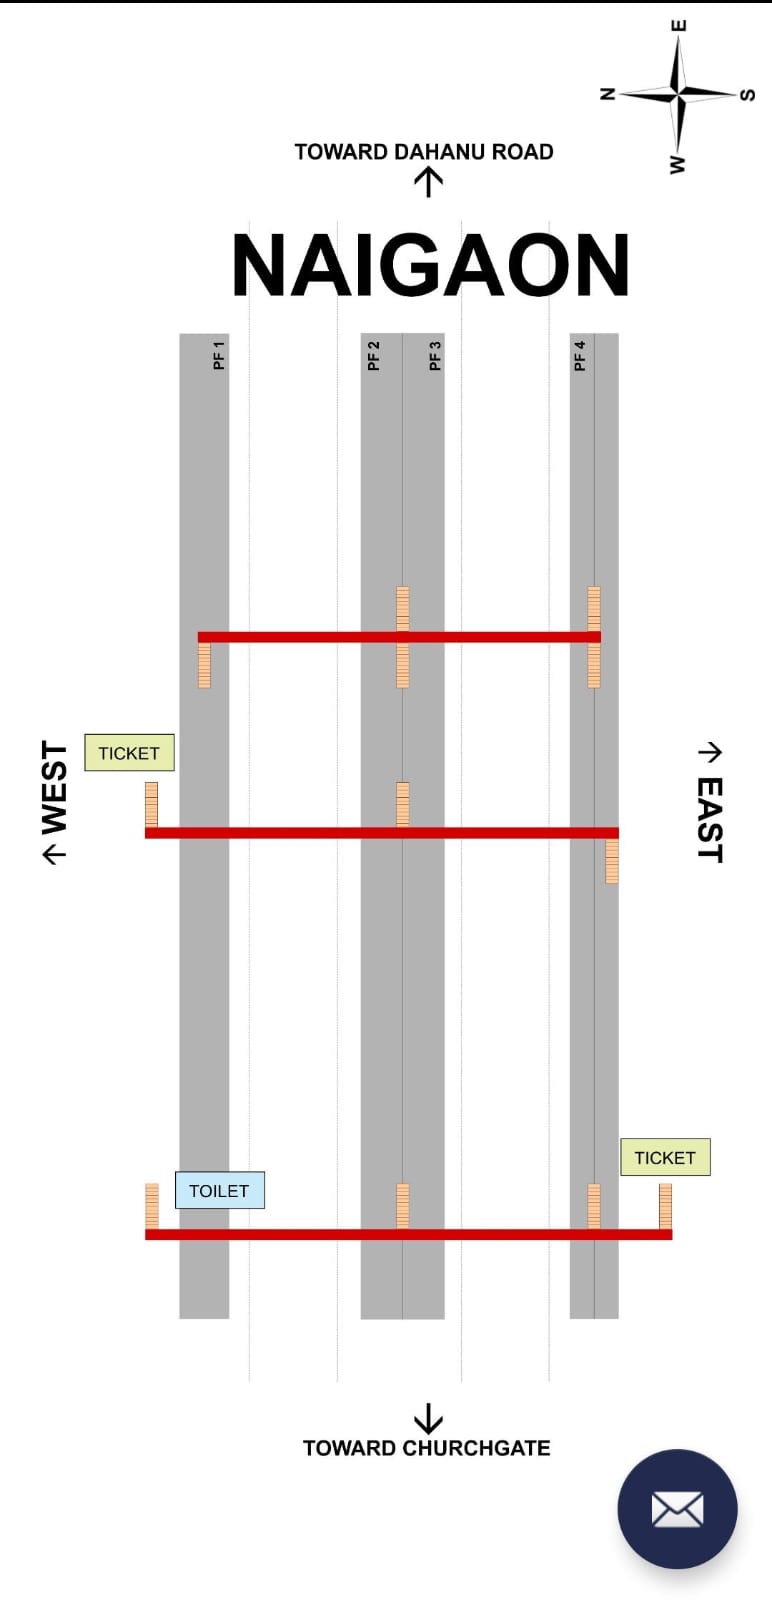 E
N
S
W
TOWARD DAHANU ROAD
↑
NAIGAON
PF 1
PF 2
PF 3
PF 4
TICKET
← WEST
→ EAST
TICKET
TOILET
↓
TOWARD CHURCHGATE